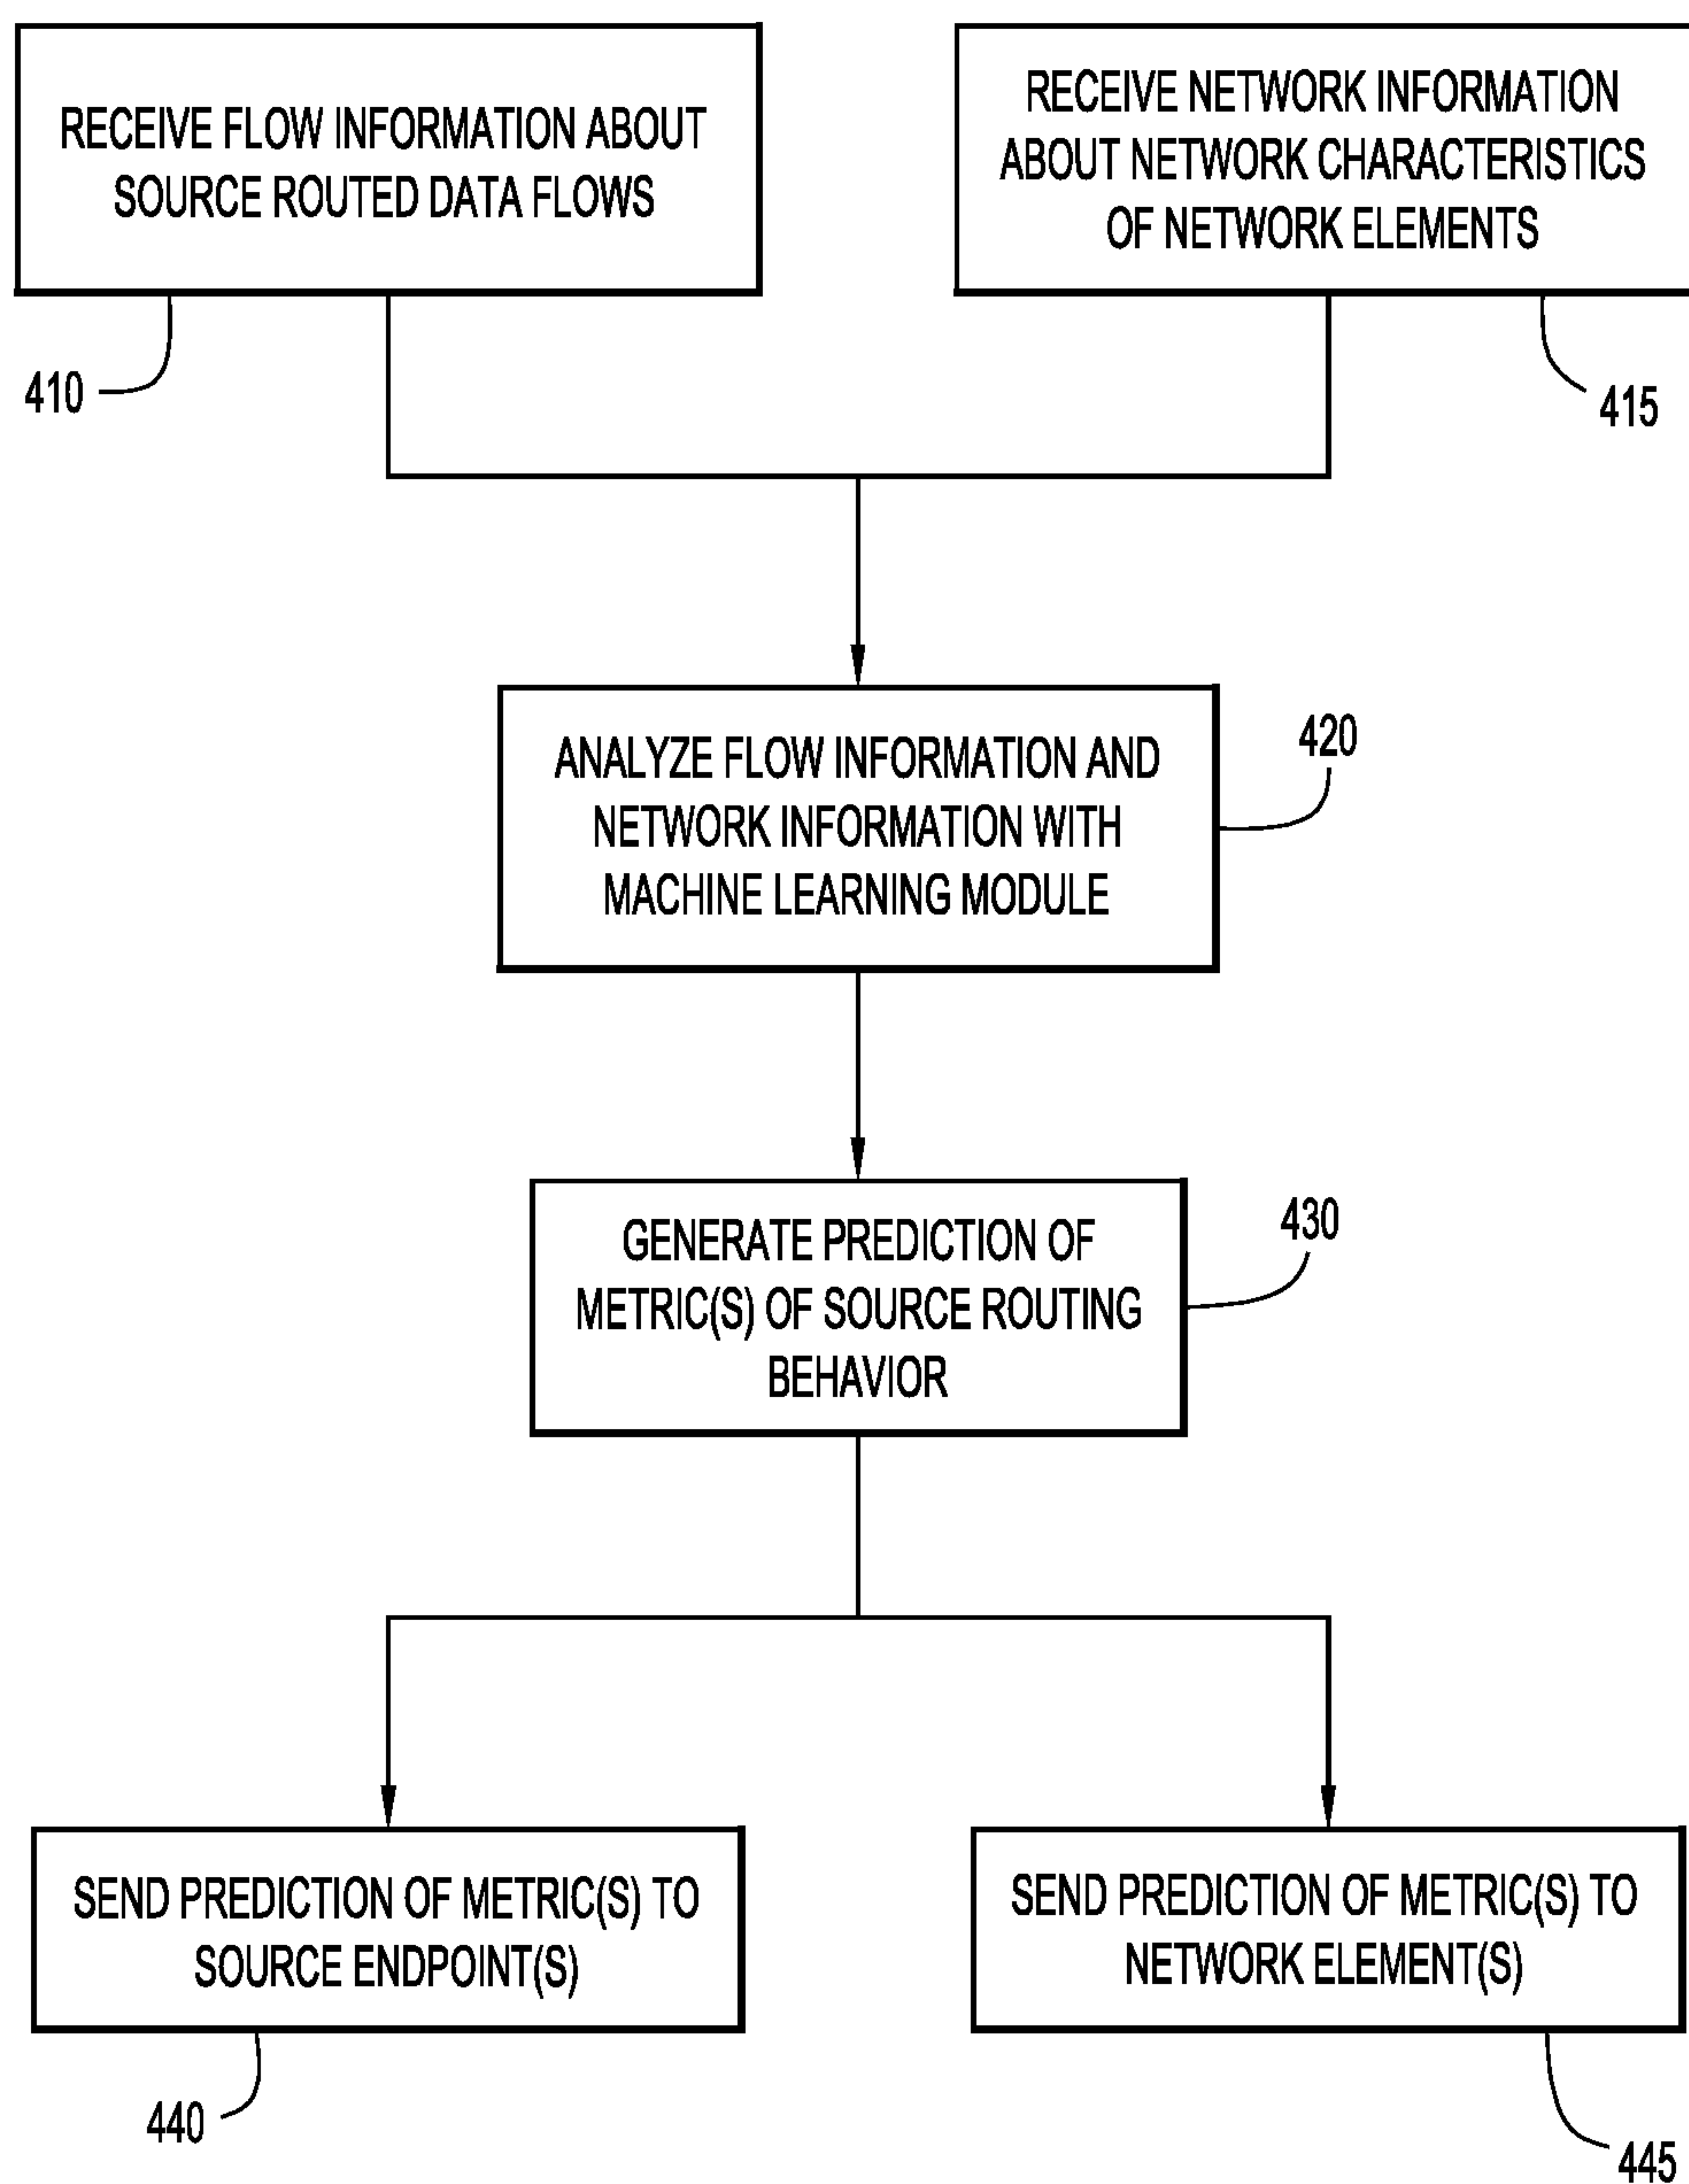 RECEIVE FLOW INFORMATION ABOUT
SOURCE ROUTED DATA FLOWS
410
RECEIVE NETWORK INFORMATION
ABOUT NETWORK CHARACTERISTICS
OF NETWORK ELEMENTS
415
ANALYZE FLOW INFORMATION AND
NETWORK INFORMATION WITH
MACHINE LEARNING MODULE
420
GENERATE PREDICTION OF
METRIC(S) OF SOURCE ROUTING
BEHAVIOR
430
SEND PREDICTION OF METRIC(S) TO
SOURCE ENDPOINT(S)
440
SEND PREDICTION OF METRIC(S) TO
NETWORK ELEMENT(S)
445